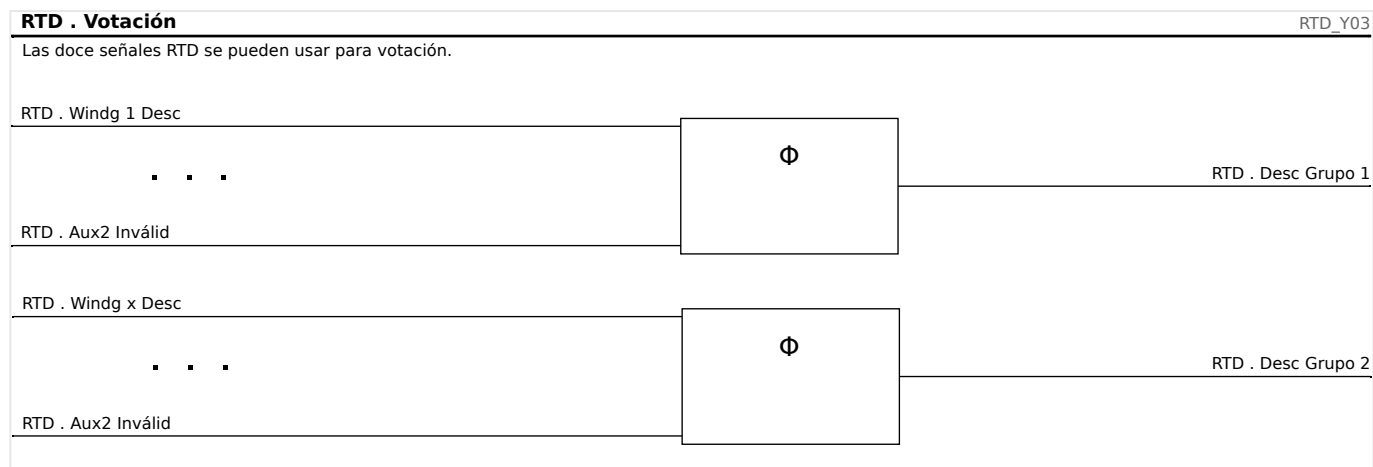 RTD . Votación
RTD_Y03
Las doce señales RTD se pueden usar para votación.
RTD . Windg 1 Desc
Φ
. . .
RTD . Desc Grupo 1
RTD . Aux2 Inválid
RTD . Windg x Desc
Φ
. . .
RTD . Desc Grupo 2
RTD . Aux2 Inválid